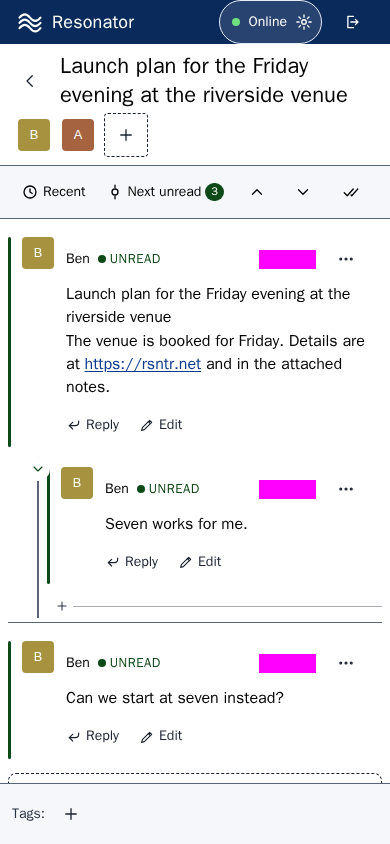 Resonator
Online
Launch plan for the Friday
evening at the riverside venue
B A
Recent Next unread 3
B
Ben UNREAD
Launch plan for the Friday evening at the
riverside venue
The venue is booked for Friday. Details are
at https://rsntr.net and in the attached
notes.
Reply Edit
B
Ben UNREAD
Seven works for me.
Reply Edit
B
Ben UNREAD
Can we start at seven instead?
Reply Edit
Tags: